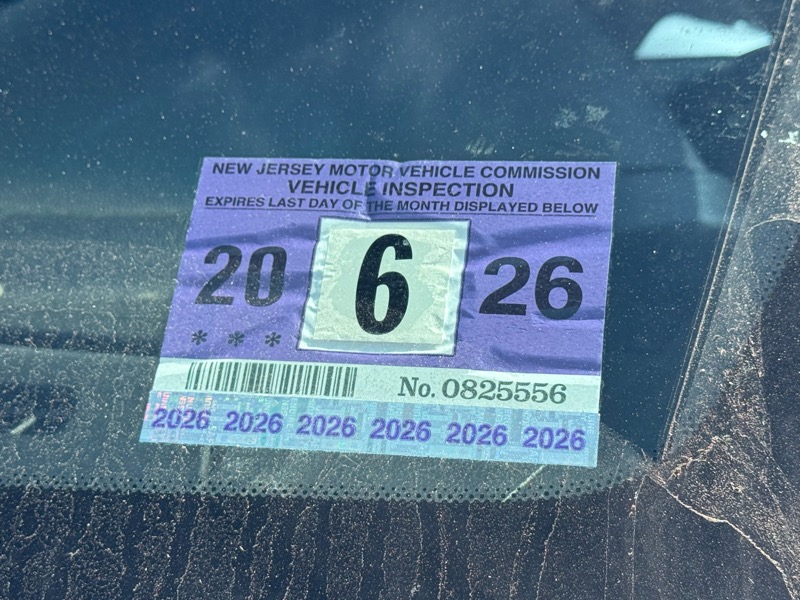 NEW JERSEY MOTOR VEHICLE COMMISSION
VEHICLE INSPECTION
EXPIRES LAST DAY OF THE MONTH DISPLAYED BELOW
20 6 26
* * *
No. 0825556
2026 2026 2026 2026 2026 2026